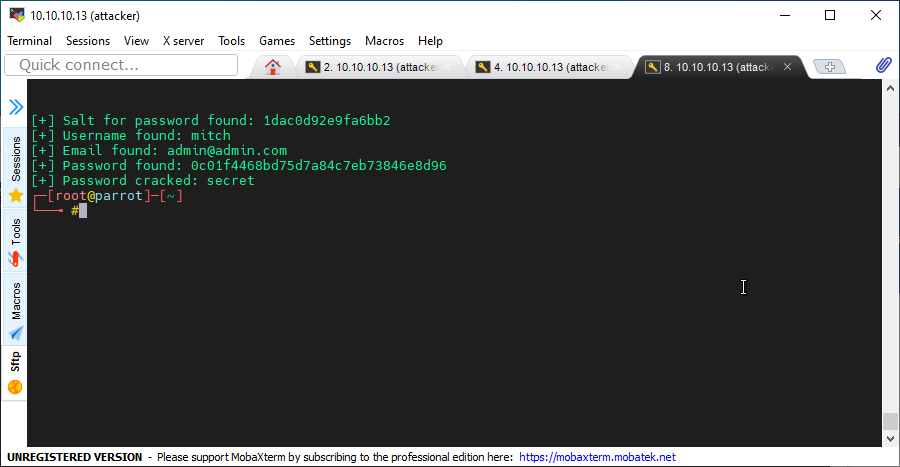 10.10.10.13 (attacker)
Terminal Sessions View X server Tools Games Settings Macros Help
Quick connect...
2. 10.10.10.13 (attacke
4. 10.10.10.13 (attacke
8. 10.10.10.13 (attacke
Sessions
Tools
Macros
Sftp
[+] Salt for password found: 1dac0d92e9fa6bb2
[+] Username found: mitch
[+] Email found: admin@admin.com
[+] Password found: 0c01f4468bd75d7a84c7eb73846e8d96
[+] Password cracked: secret
┌─[root@parrot]─[~]
└──╼ #
UNREGISTERED VERSION - Please support MobaXterm by subscribing to the professional edition here: https://mobaxterm.mobatek.net